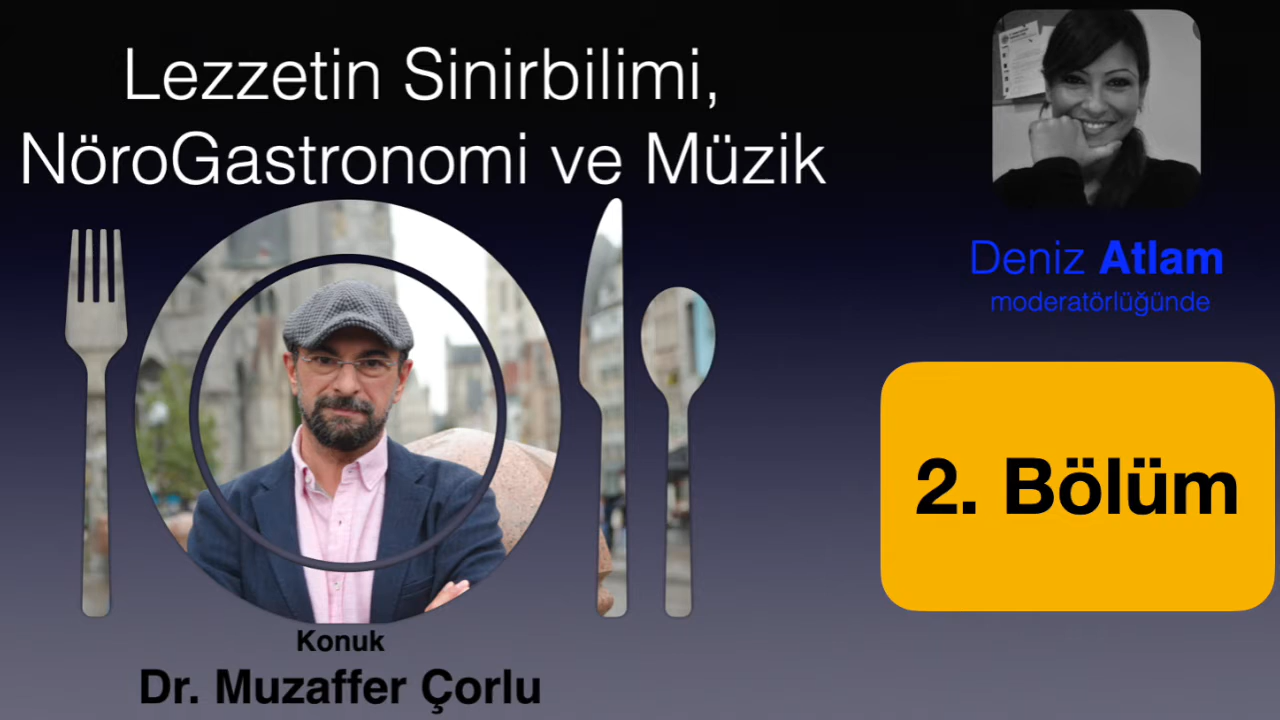 Lezzetin Sinirbilimi,
NöroGastronomi ve Müzik
Deniz Atlam
moderatörlüğünde
2. Bölüm
Konuk
Dr. Muzaffer Çorlu